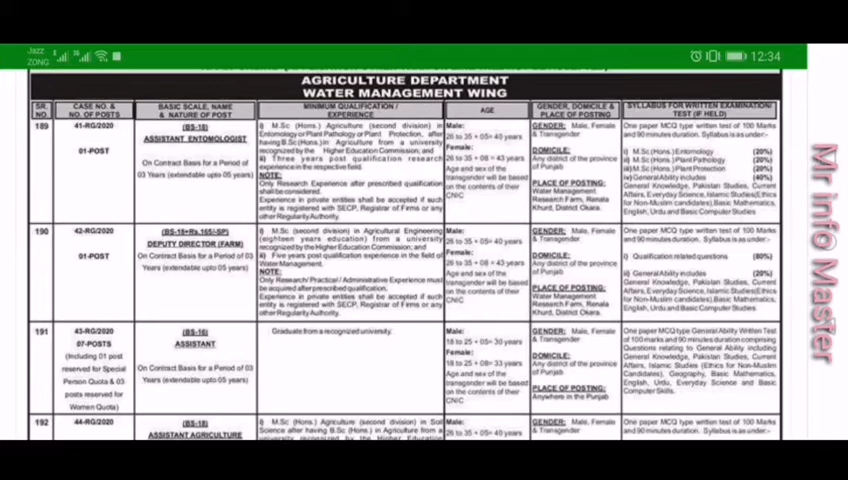 Jazz
ZONG
12:34
AGRICULTURE DEPARTMENT
WATER MANAGEMENT WING
SR. NO.
CASE NO. & NO. OF POSTS
BASIC SCALE, NAME & NATURE OF POST
MINIMUM QUALIFICATION / EXPERIENCE
AGE
GENDER, DOMICILE & PLACE OF POSTING
SYLLABUS FOR WRITTEN EXAMINATION/ TEST (IF HELD)
189
41-RG/2020
01-POST
(BS-18)
ASSISTANT ENTOMOLOGIST
On Contract Basis for a Period of
03 Years (extendable upto 05 years)
i) M.Sc (Hons.) Agriculture (second division) in
Entomology or Plant Pathology or Plant Protection, after
having B.Sc (Hons.) in Agriculture from a university
recognized by the Higher Education Commission; and
ii) Three years post qualification research
experience in the respective field.
NOTE:
Only Research Experience after prescribed qualification
shall be considered.
Experience in private entities shall be accepted if such
entity is registered with SECP, Registrar of Firms or any
other Regularity Authority.
Male:
26 to 35 + 05= 40 years
Female:
26 to 35 + 08 = 43 years
Age and sex of the
transgender will be based
on the contents of their
CNIC
GENDER: Male, Female
& Transgender
DOMICILE:
Any district of the province
of Punjab
PLACE OF POSTING:
Water Management
Research Farm, Renala
Khurd, District Okara.
One paper MCQ type written test of 100 Marks
and 90 minutes duration. Syllabus is as under:-
i) M.Sc (Hons.) Entomology (20%)
ii) M.Sc (Hons.) Plant Pathology (20%)
iii) M.Sc (Hons.) Plant Protection (20%)
iv) General Ability includes (40%)
General Knowledge, Pakistan Studies, Current
Affairs, Everyday Science, Islamic Studies (Ethics
for Non-Muslim candidates), Basic Mathematics,
English, Urdu and Basic Computer Studies
190
42-RG/2020
01-POST
(BS-18+Rs.165/-SP)
DEPUTY DIRECTOR (FARM)
On Contract Basis for a Period of 03
Years (extendable upto 05 years)
i) M.Sc (second division) in Agricultural Engineering
(eighteen years education) from a university
recognized by the Higher Education Commission; and
ii) Five years post qualification experience in the field of
Water Management.
NOTE:
Only Research / Practical / Administrative Experience must
be acquired after prescribed qualification.
Experience in private entities shall be accepted if such
entity is registered with SECP, Registrar of Firms or any
other Regularity Authority.
Male:
26 to 35 + 05= 40 years
Female:
26 to 35 + 08 = 43 years
Age and sex of the
transgender will be based
on the contents of their
CNIC
GENDER: Male, Female
& Transgender
DOMICILE:
Any district of the province
of Punjab
PLACE OF POSTING:
Water Management
Research Farm, Renala
Khurd, District Okara.
One paper MCQ type written test of 100 Marks
and 90 minutes duration. Syllabus is as under:-
i) Qualification related questions (80%)
ii) General Ability includes (20%)
General Knowledge, Pakistan Studies, Current
Affairs, Everyday Science, Islamic Studies (Ethics
for Non-Muslim candidates), Basic Mathematics,
English, Urdu and Basic Computer Studies
191
43-RG/2020
07-POSTS
(Including 01 post
reserved for Special
Person Quota & 03
posts reserved for
Women Quota)
(BS-16)
ASSISTANT
On Contract Basis for a Period of 03
Years (extendable upto 05 years)
Graduate from a recognized university.
Male:
18 to 25 + 05= 30 years
Female:
18 to 25 + 08= 33 years
Age and sex of the
transgender will be based
on the contents of their
CNIC
GENDER: Male, Female
& Transgender
DOMICILE:
Any district of the province
of Punjab
PLACE OF POSTING:
Anywhere in the Punjab
One paper MCQ type General Ability Written Test
of 100 marks and 90 minutes duration comprising
Questions relating to General Ability including
General Knowledge, Pakistan Studies, Current
Affairs, Islamic Studies (Ethics for Non-Muslim
Candidates), Geography, Basic Mathematics,
English, Urdu, Everyday Science and Basic
Computer Skills.
192
44-RG/2020
(BS-18)
ASSISTANT AGRICULTURE
i) M.Sc (Hons.) Agriculture (second division) in Soil
Science after having B.Sc (Hons.) in Agriculture from a
university recognized by the Higher Education
Male:
26 to 35 + 05= 40 years
GENDER: Male, Female
& Transgender
One paper MCQ type written test of 100 Marks
and 90 minutes duration. Syllabus is as under:-
Mr info Master